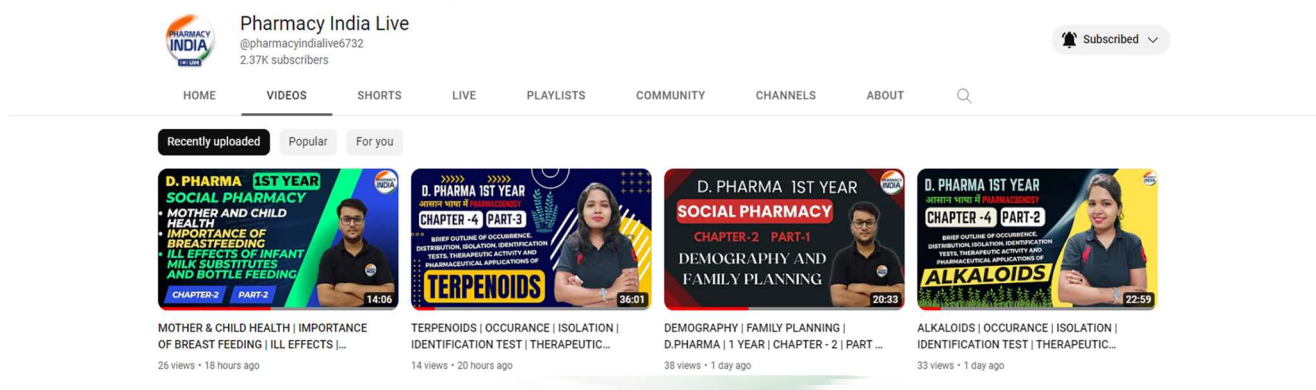 Pharmacy India Live
@pharmacyindialive6732
2.37K subscribers
Subscribed
PHARMACY
INDIA
LIVE
HOME VIDEOS SHORTS LIVE PLAYLISTS COMMUNITY CHANNELS ABOUT
Recently uploaded Popular For you
D. PHARMA 1ST YEAR
SOCIAL PHARMACY
• MOTHER AND CHILD
HEALTH
• IMPORTANCE OF
BREASTFEEDING
• ILL EFFECTS OF INFANT
MILK SUBSTITUTES
AND BOTTLE FEEDING
CHAPTER-2 PART-2
PHARMACY
INDIA
14:06
MOTHER & CHILD HEALTH | IMPORTANCE
OF BREAST FEEDING | ILL EFFECTS |...
26 views • 18 hours ago
>>>>> >>>>>
D. PHARMA 1ST YEAR
आसान भाषा में PHARMACOGNOSY
CHAPTER -4 PART-3
BRIEF OUTLINE OF OCCURRENCE,
DISTRIBUTION, ISOLATION, IDENTIFICATION
TESTS, THERAPEUTIC ACTIVITY AND
PHARMACEUTICAL APPLICATIONS OF
TERPENOIDS
36:01
TERPENOIDS | OCCURANCE | ISOLATION |
IDENTIFICATION TEST | THERAPEUTIC...
14 views • 20 hours ago
D. PHARMA 1ST YEAR
SOCIAL PHARMACY
CHAPTER-2 PART-1
DEMOGRAPHY AND
FAMILY PLANNING
PHARMACY
INDIA
20:33
DEMOGRAPHY | FAMILY PLANNING |
D.PHARMA | 1 YEAR | CHAPTER - 2 | PART ...
38 views • 1 day ago
D. PHARMA 1ST YEAR
आसान भाषा में PHARMACOGNOSY
CHAPTER -4 PART-2
BRIEF OUTLINE OF OCCURRENCE,
DISTRIBUTION, ISOLATION, IDENTIFICATION
TESTS, THERAPEUTIC ACTIVITY AND
PHARMACEUTICAL APPLICATIONS OF
ALKALOIDS
INDIA
22:59
ALKALOIDS | OCCURANCE | ISOLATION |
IDENTIFICATION TEST | THERAPEUTIC...
33 views • 1 day ago